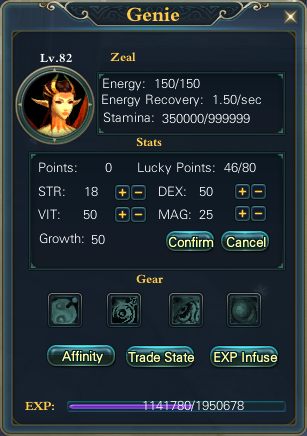 Genie
Lv.82 Zeal
Energy: 150/150
Energy Recovery: 1.50/sec
Stamina: 350000/999999
Stats
Points: 0 Lucky Points: 46/80
STR: 18 + - DEX: 50 + -
VIT: 50 + - MAG: 25 + -
Growth: 50 Confirm Cancel
Gear
Affinity Trade State EXP Infuse
EXP: 1141780/1950678